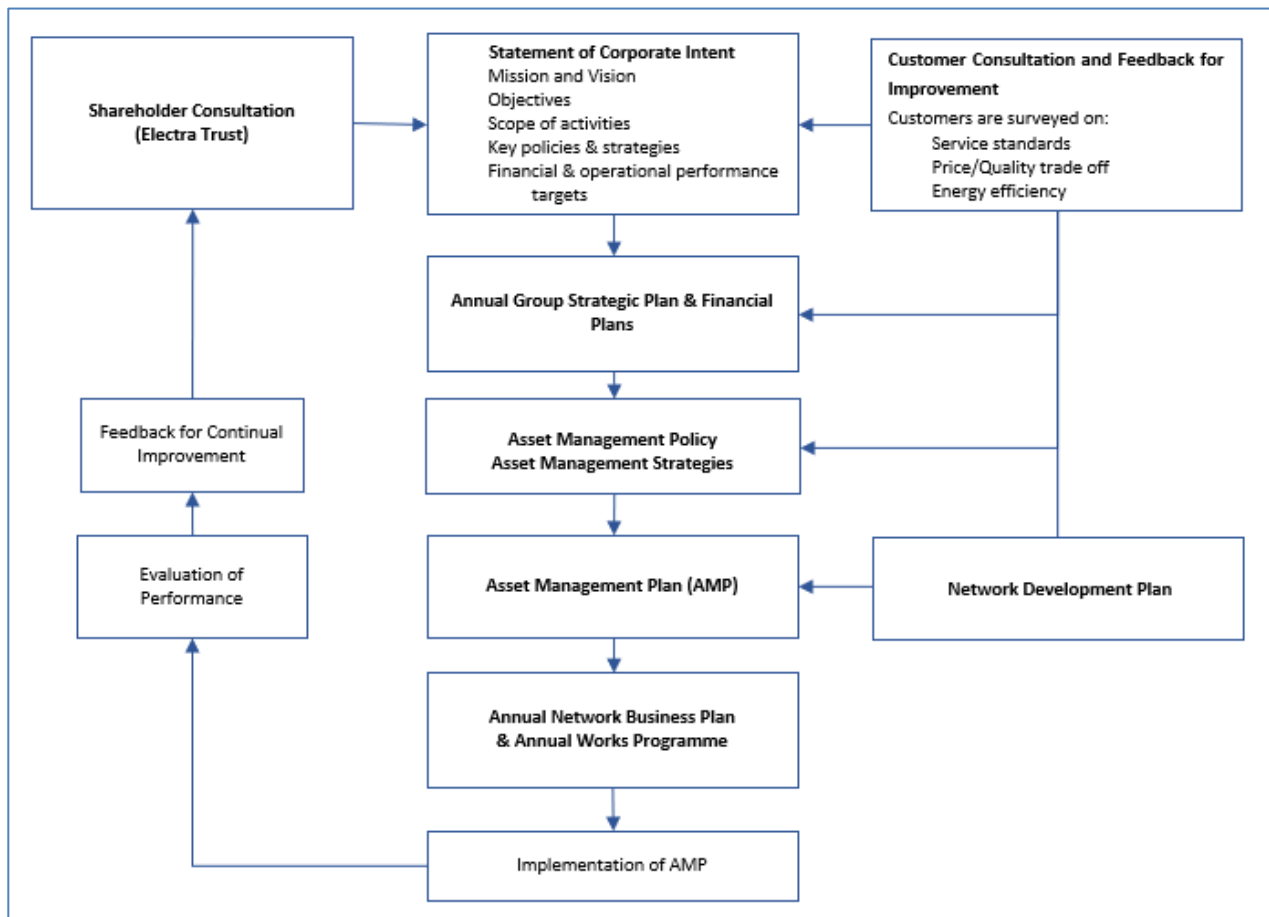 Shareholder Consultation
(Electra Trust)
Statement of Corporate Intent
Mission and Vision
Objectives
Scope of activities
Key policies & strategies
Financial & operational performance
targets
Customer Consultation and Feedback for
Improvement
Customers are surveyed on:
Service standards
Price/Quality trade off
Energy efficiency
Annual Group Strategic Plan & Financial
Plans
Feedback for Continual
Improvement
Asset Management Policy
Asset Management Strategies
Evaluation of
Performance
Asset Management Plan (AMP)
Network Development Plan
Annual Network Business Plan
& Annual Works Programme
Implementation of AMP